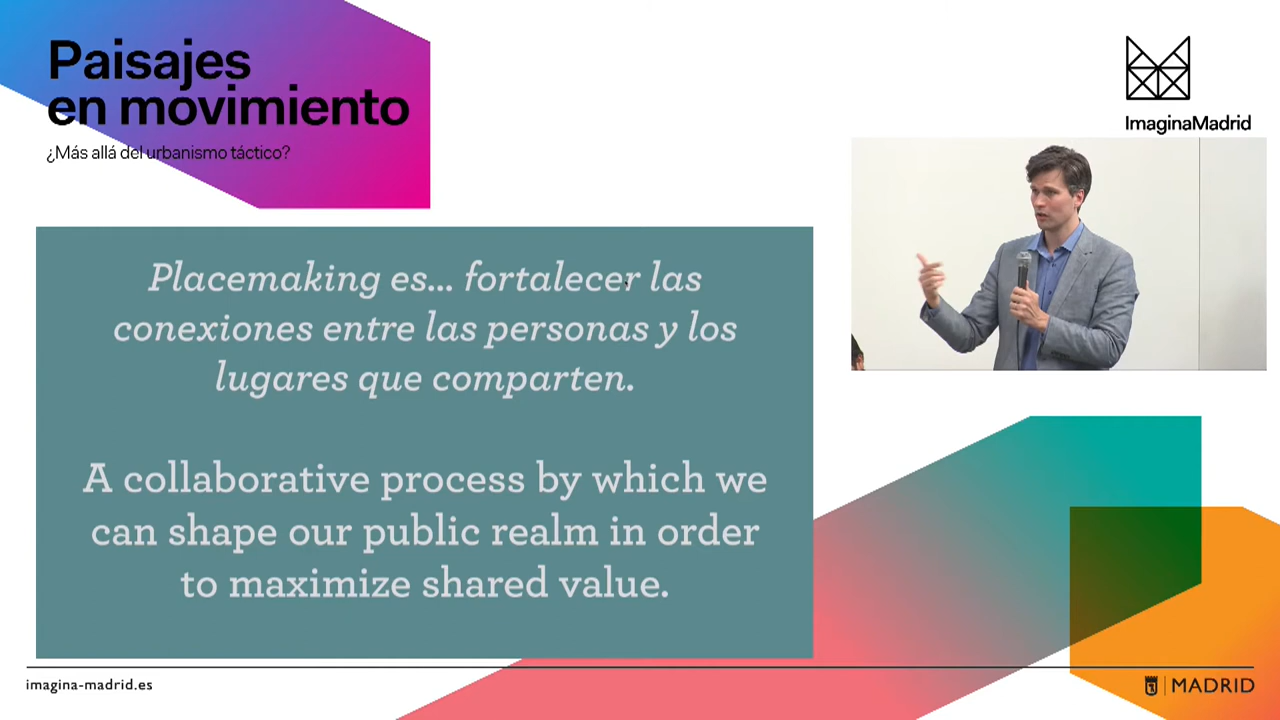 Paisajes
en movimiento
¿Más allá del urbanismo táctico?
ImaginaMadrid
Placemaking es... fortalecer las
conexiones entre las personas y los
lugares que comparten.
A collaborative process by which we
can shape our public realm in order
to maximize shared value.
imagina-madrid.es
MADRID